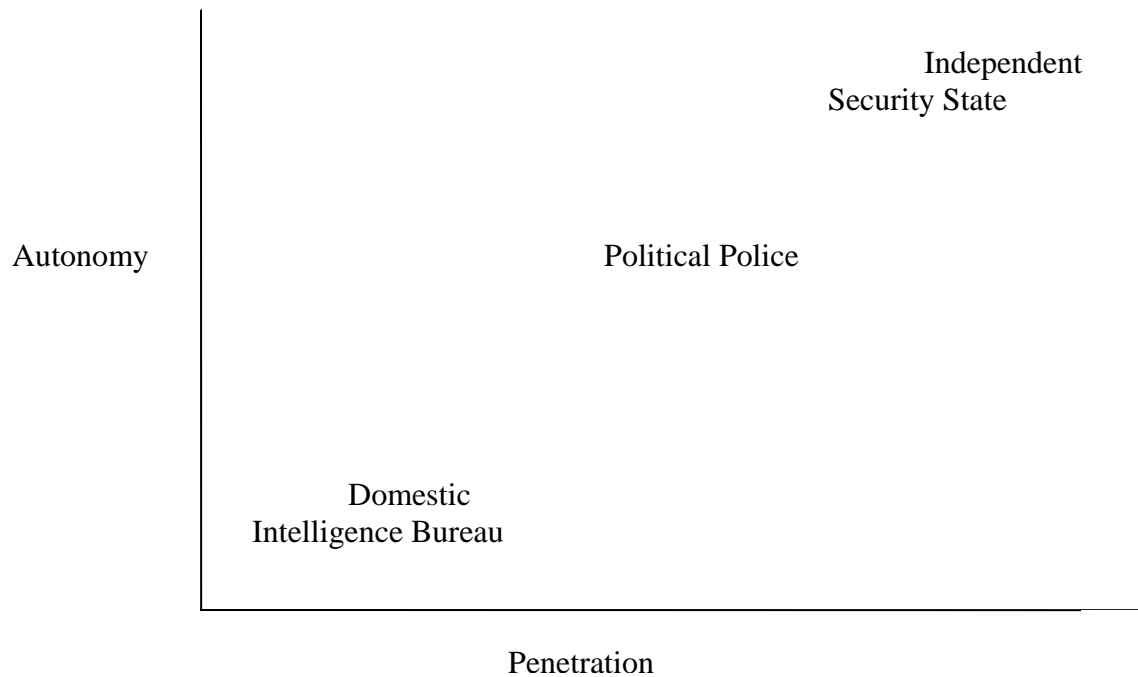 Independent
Security State
Autonomy
Political Police
Domestic
Intelligence Bureau
Penetration